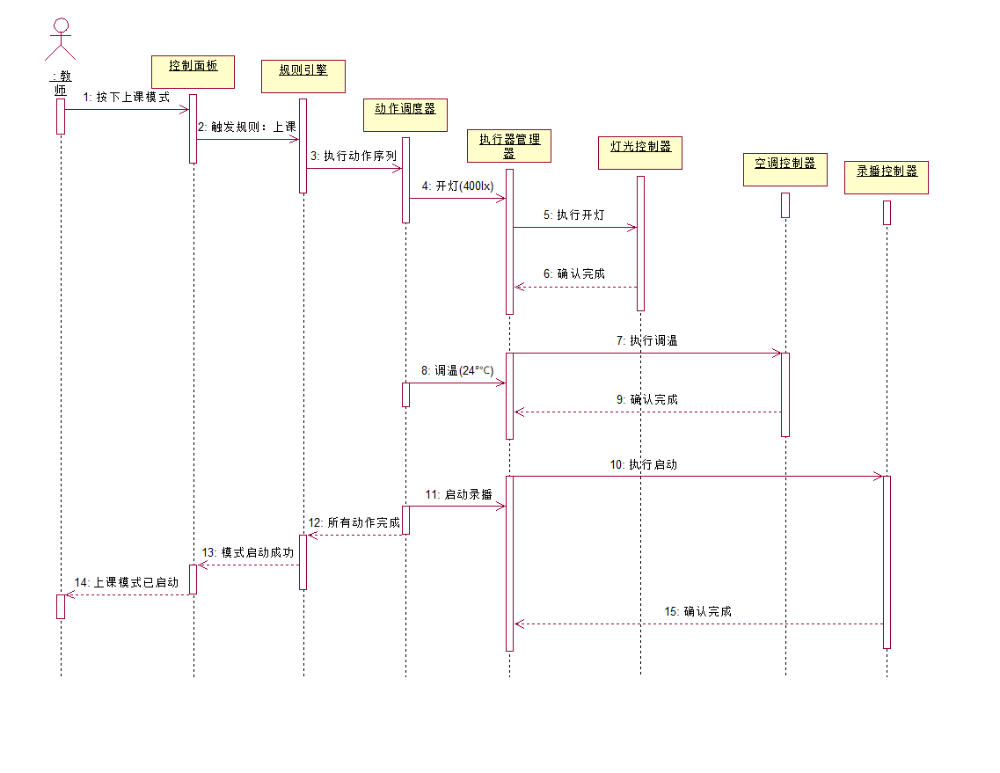 : 教
师
控制面板
规则引擎
动作调度器
执行器管理
器
灯光控制器
空调控制器
录播控制器
1: 按下上课模式
2: 触发规则：上课
3: 执行动作序列
4: 开灯(400lx)
5: 执行开灯
6: 确认完成
7: 执行调温
8: 调温(24°℃)
9: 确认完成
10: 执行启动
11: 启动录播
12: 所有动作完成
13: 模式启动成功
14: 上课模式已启动
15: 确认完成